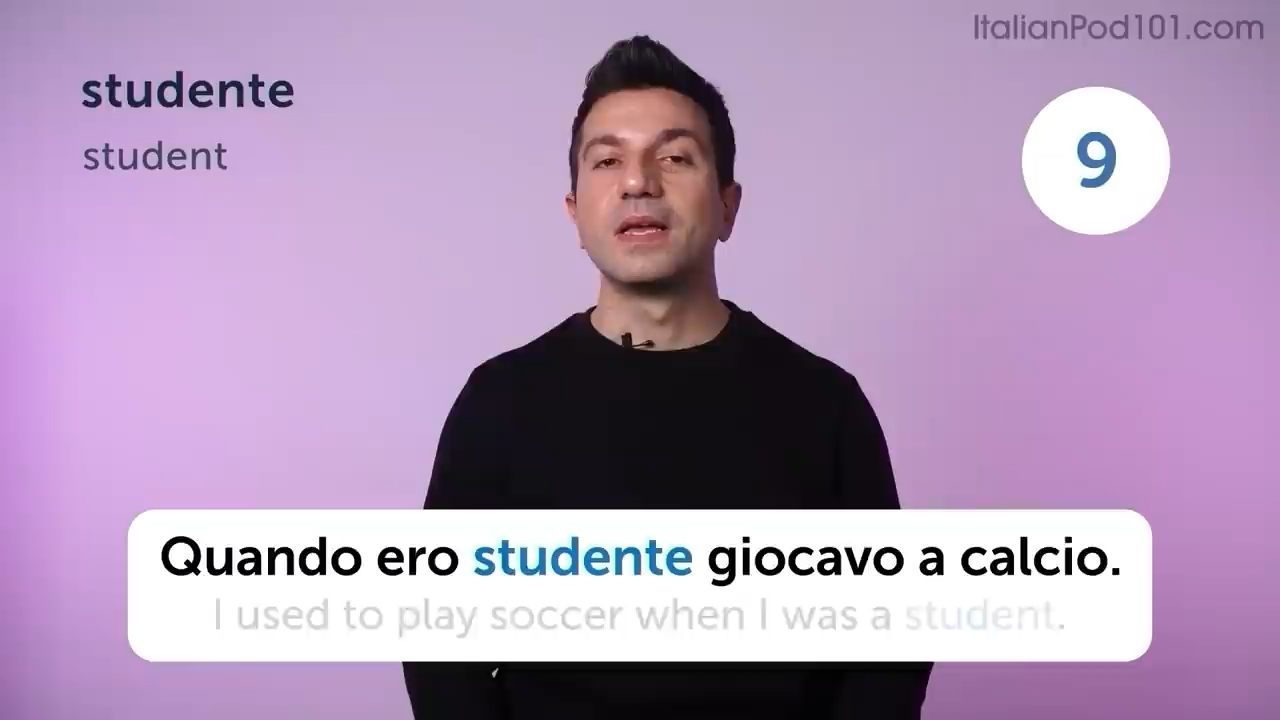 ItalianPod101.com
studente
student
9
Quando ero studente giocavo a calcio.
I used to play soccer when I was a student.